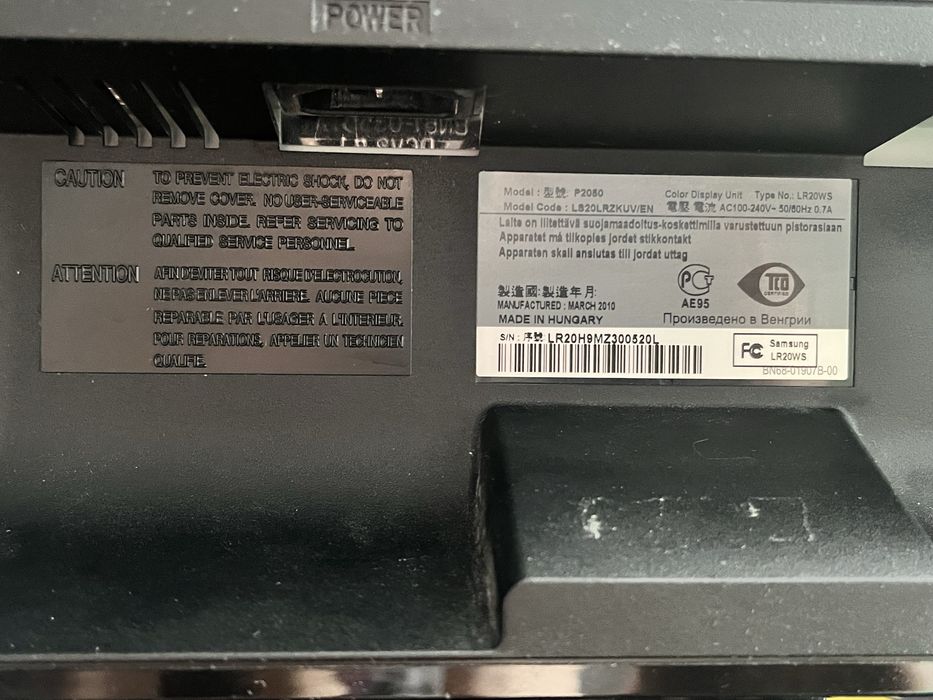 POWER
CAUTION TO PREVENT ELECTRIC SHOCK, DO NOT
REMOVE COVER. NO USER-SERVICEABLE
PARTS INSIDE. REFER SERVICING TO
QUALIFIED SERVICE PERSONNEL.
ATTENTION AFIN D'EVITER TOUT RISQUE D'ELECTROCUTION,
NE PAS ENLEVER L'ARRIERE. AUCUNE PIECE
REPARABLE PAR L'USAGER A L'INTERIEUR.
POUR REPARATIONS, APPELER UN TECHNICIEN
QUALIFIE.
Model : 型號: P2050 Color Display Unit Type No.: LR20WS
Model Code : LS20LRZKUV/EN 電壓 電流 AC100-240V~ 50/60Hz 0.7A
Laite on liitettävä suojamaadoitus-koskettimilla varustettuun pistorasiaan
Apparatet må tilkoples jordet stikkontakt
Apparaten skall anslutas till jordat uttag
PCT
AE95
TCO
CERTIFIED
製造國:製造年月:
MANUFACTURED : MARCH 2010
MADE IN HUNGARY Произведено в Венгрии
S/N : 序號 LR20H9MZ300520L
FC Samsung
LR20WS
BN68-01907B-00